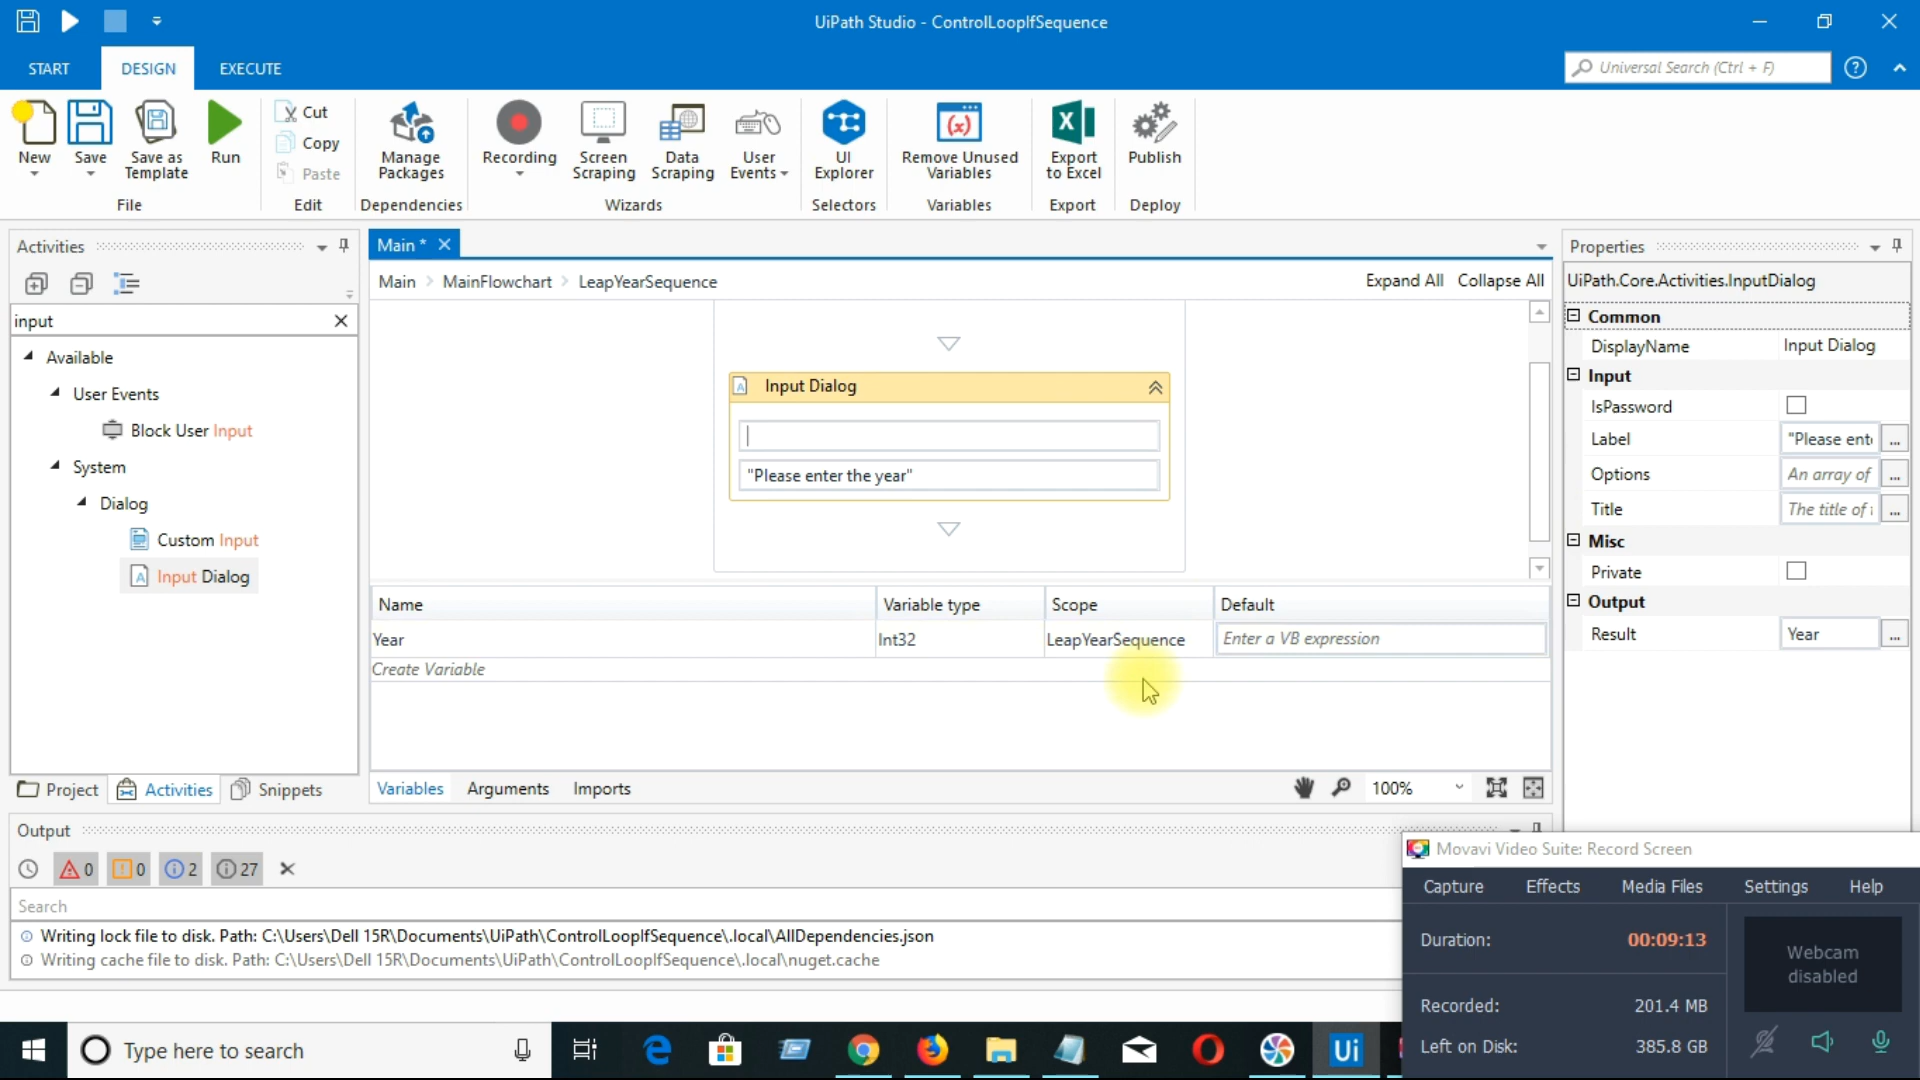 UiPath Studio - ControlLoopIfSequence
START
DESIGN
EXECUTE
Universal Search (Ctrl + F)
New
Save
Save as
Template
Run
Cut
Copy
Paste
Manage
Packages
Recording
Screen
Scraping
Data
Scraping
User
Events
UI
Explorer
Remove Unused
Variables
Export
to Excel
Publish
File
Edit
Dependencies
Wizards
Selectors
Variables
Export
Deploy
Activities
input
Available
User Events
Block User Input
System
Dialog
Custom Input
Input Dialog
Project
Activities
Snippets
Main *
Main
MainFlowchart
LeapYearSequence
Expand All
Collapse All
Input Dialog
"Please enter the year"
Name
Variable type
Scope
Default
Year
Int32
LeapYearSequence
Enter a VB expression
Create Variable
Variables
Arguments
Imports
100%
Properties
UiPath.Core.Activities.InputDialog
Common
DisplayName
Input Dialog
Input
IsPassword
Label
"Please ent
...
Options
An array of
...
Title
The title of
...
Misc
Private
Output
Result
Year
...
Output
0
0
2
27
Search
Writing lock file to disk. Path: C:\Users\Dell 15R\Documents\UiPath\ControlLoopIfSequence\.local\AllDependencies.json
Writing cache file to disk. Path: C:\Users\Dell 15R\Documents\UiPath\ControlLoopIfSequence\.local\nuget.cache
Movavi Video Suite: Record Screen
Capture
Effects
Media Files
Settings
Help
Duration:
00:09:13
Webcam
disabled
Recorded:
201.4 MB
Left on Disk:
385.8 GB
Type here to search
Ui